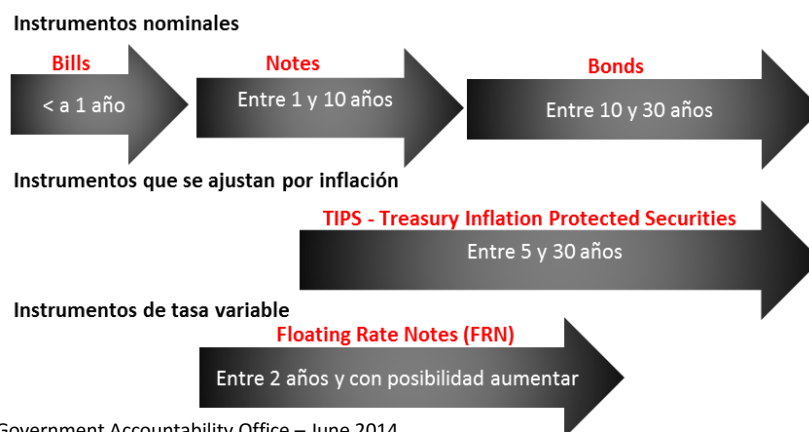 Instrumentos nominales
Bills
Notes
Bonds
< a 1 año
Entre 1 y 10 años
Entre 10 y 30 años
Instrumentos que se ajustan por inflación
TIPS - Treasury Inflation Protected Securities
Entre 5 y 30 años
Instrumentos de tasa variable
Floating Rate Notes (FRN)
Entre 2 años y con posibilidad aumentar
Government Accountability Office – June 2014